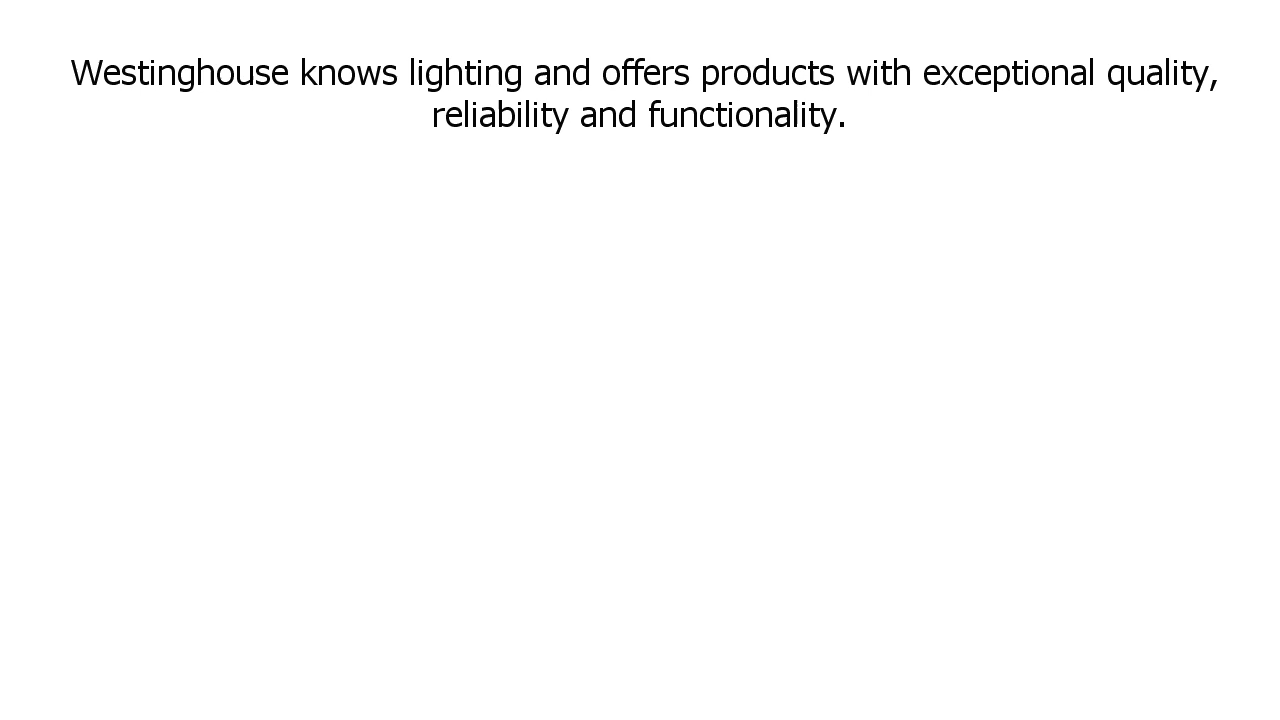 Westinghouse knows lighting and offers products with exceptional quality,
reliability and functionality.